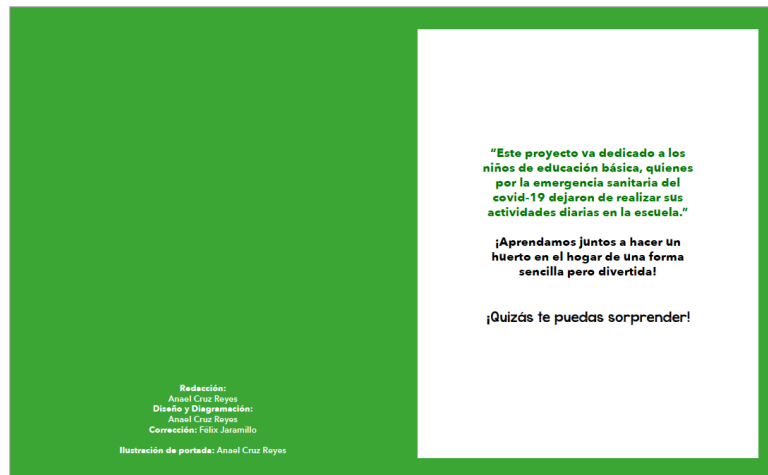 Redacción:
Anael Cruz Reyes
Diseño y Diagramación:
Anael Cruz Reyes
Corrección: Félix Jaramillo
Ilustración de portada: Anael Cruz Reyes
"Este proyecto va dedicado a los
niños de educación básica, quienes
por la emergencia sanitaria del
covid-19 dejaron de realizar sus
actividades diarias en la escuela."
¡Aprendamos juntos a hacer un
huerto en el hogar de una forma
sencilla pero divertida!
¡Quizás te puedas sorprender!